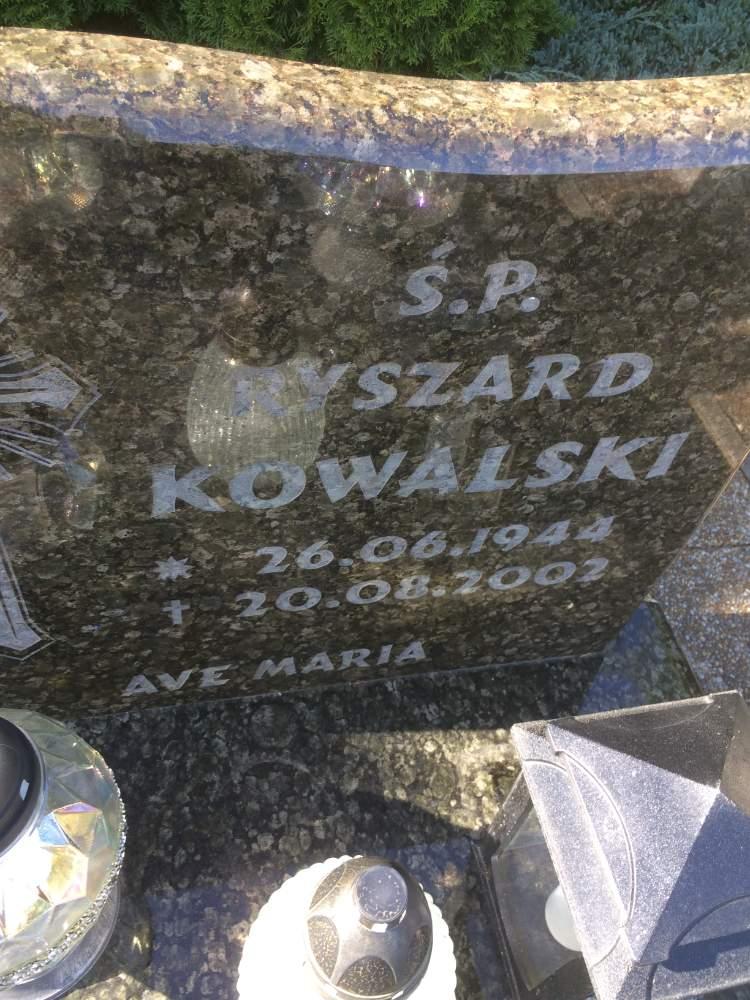 Ś.P.
RYSZARD
KOWALSKI
* 26.06.1944
✝ 20.08.2002
AVE MARIA